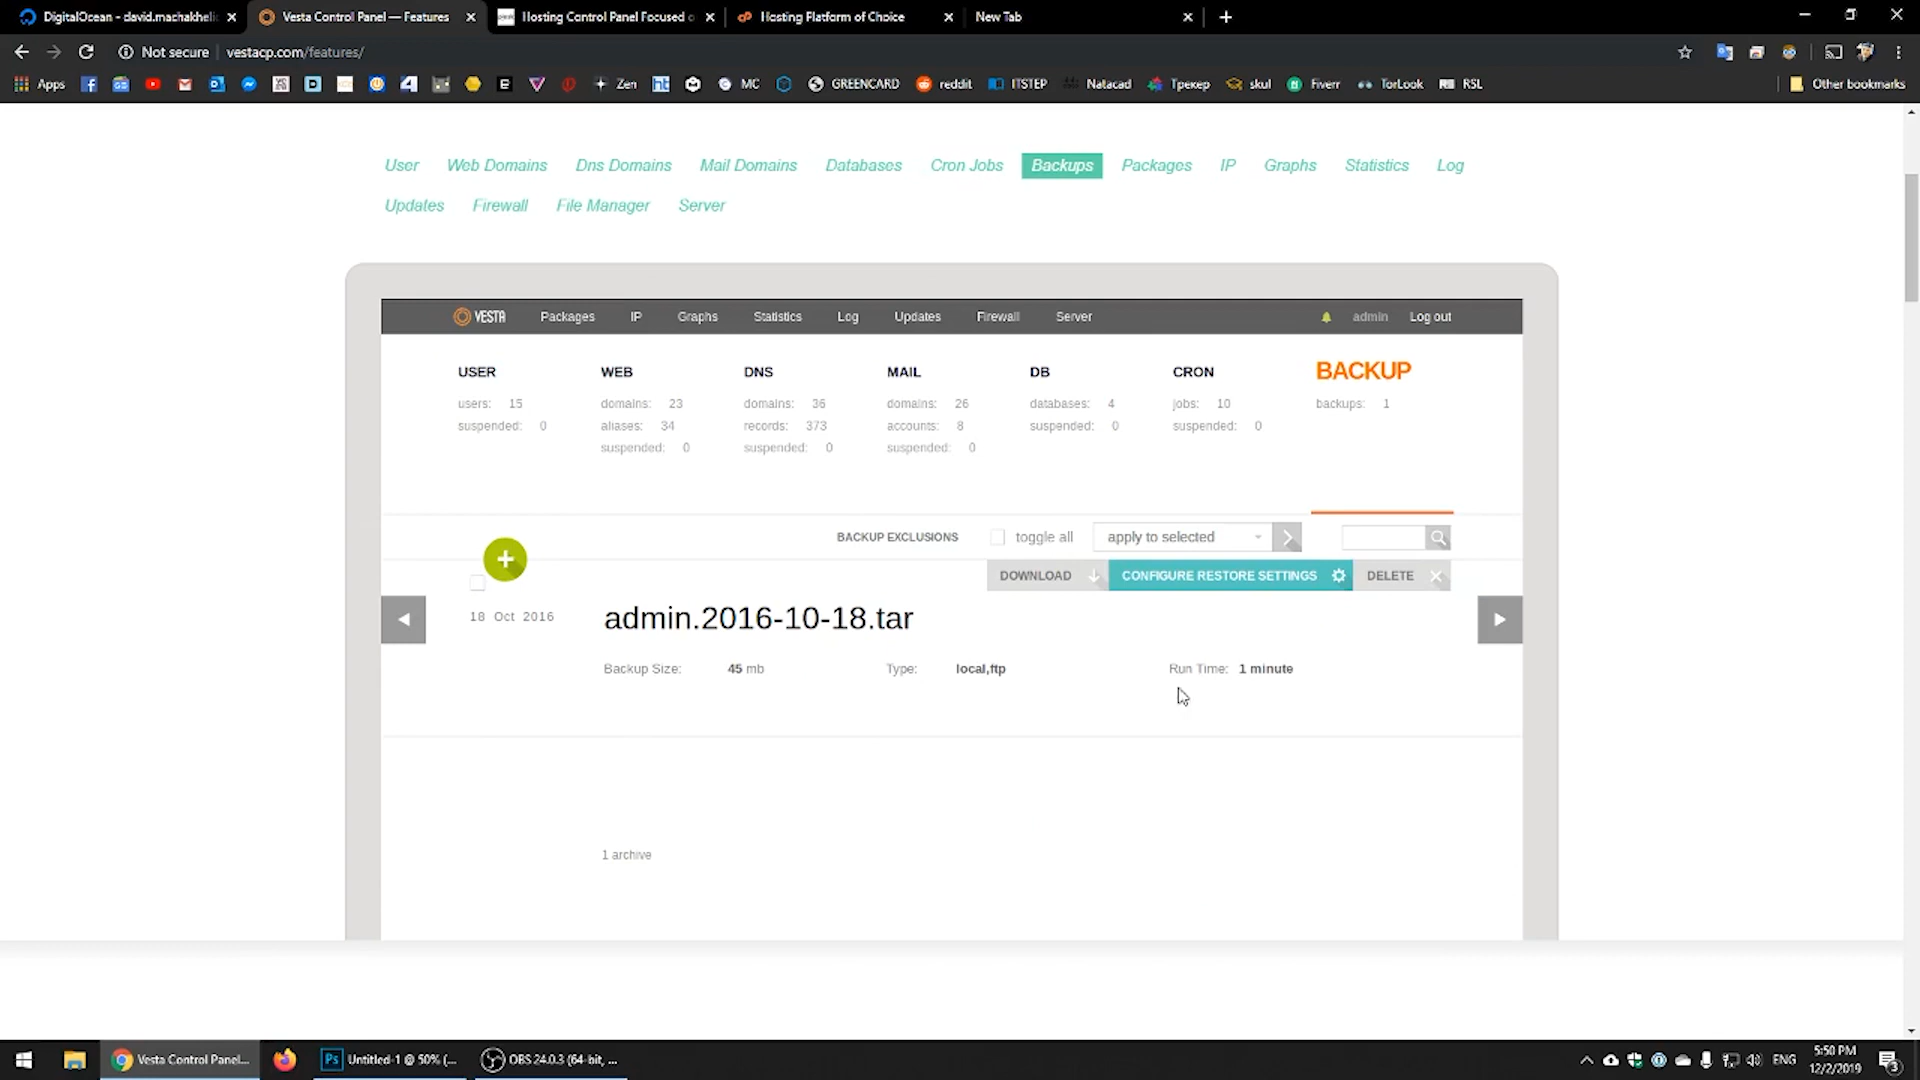 DigitalOcean - david.machakheli
Vesta Control Panel — Features
Hosting Control Panel Focused o
Hosting Platform of Choice
New Tab
Not secure
vestacp.com/features/
Apps
Zen
MC
GREENCARD
reddit
ITSTEP
Natacad
Трекер
skul
Fiverr
TorLook
RSL
Other bookmarks
User Web Domains Dns Domains Mail Domains Databases Cron Jobs Backups Packages IP Graphs Statistics Log
Updates Firewall File Manager Server
VESTA Packages IP Graphs Statistics Log Updates Firewall Server admin Log out
USER WEB DNS MAIL DB CRON BACKUP
users: 15 domains: 23 domains: 36 domains: 26 databases: 4 jobs: 10 backups: 1
suspended: 0 aliases: 34 records: 373 accounts: 8 suspended: 0 suspended: 0
suspended: 0 suspended: 0 suspended: 0
BACKUP EXCLUSIONS toggle all apply to selected
DOWNLOAD CONFIGURE RESTORE SETTINGS DELETE
18 Oct 2016 admin.2016-10-18.tar
Backup Size: 45 mb Type: local,ftp Run Time: 1 minute
1 archive
Vesta Control Panel...
Ps Untitled-1 @ 50% (...
OBS 24.0.3 (64-bit, ...
ENG
5:50 PM
12/2/2019
3